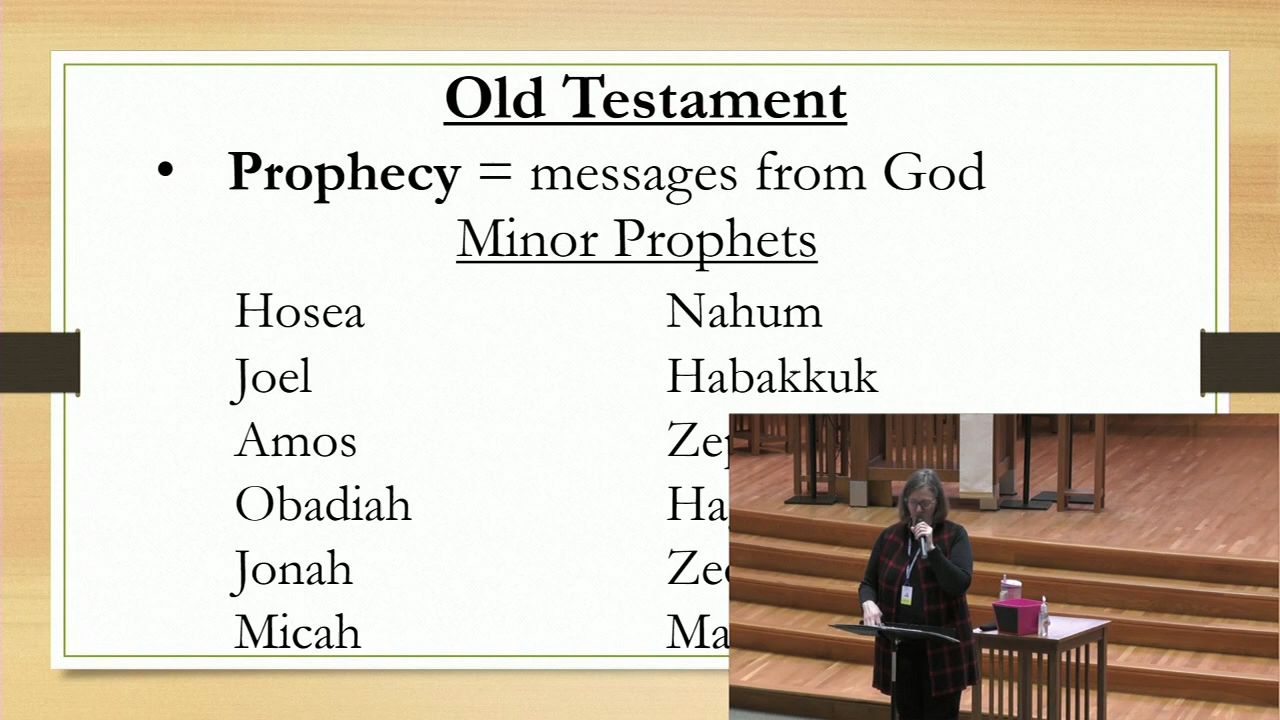 Old Testament
• Prophecy = messages from God
Minor Prophets
Hosea
Joel
Amos
Obadiah
Jonah
Micah
Nahum
Habakkuk